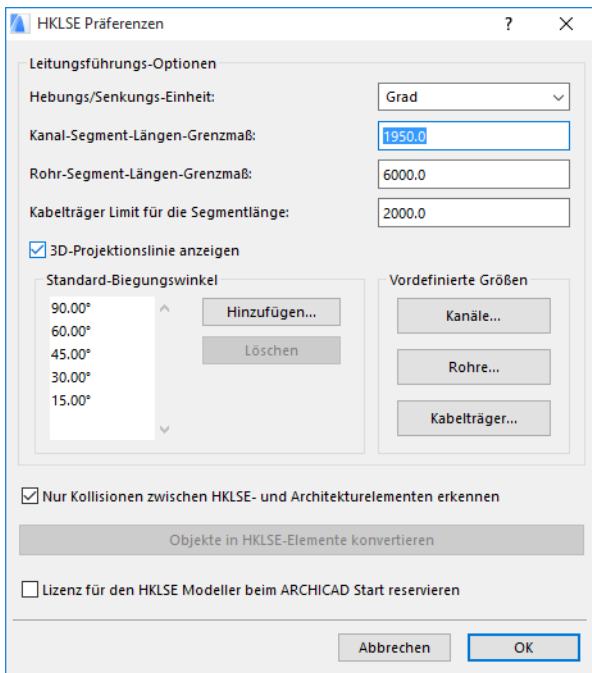 HKLSE Präferenzen
?
Leitungsführungs-Optionen
Hebungs/Senkungs-Einheit: Grad
Kanal-Segment-Längen-Grenzmaß: 1950.0
Rohr-Segment-Längen-Grenzmaß: 6000.0
Kabelträger Limit für die Segmentlänge: 2000.0
3D-Projektionslinie anzeigen
Standard-Biegungswinkel
90.00°
60.00°
45.00°
30.00°
15.00°
Hinzufügen...
Löschen
Vordefinierte Größen
Kanäle...
Rohre...
Kabelträger...
Nur Kollisionen zwischen HKLSE- und Architekturelementen erkennen
Objekte in HKLSE-Elemente konvertieren
Lizenz für den HKLSE Modeller beim ARCHICAD Start reservieren
Abbrechen
OK